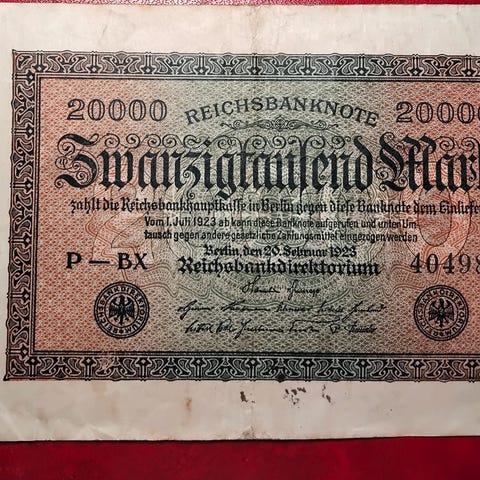 20000 REICHSBANKNOTE 20000
Zwanzigtausend Mark
zahlt die Reichsbankhauptkasse in Berlin gegen diese Banknote dem Einliefe
Vom 1. Juli 1923 ab kann diese Banknote aufgerufen und unter Um
tausch gegen andere gesetzliche Zahlungsmittel eingezogen werden
Berlin, den 20. Februar 1923
P — BX Reichsbankdirektorium 40498